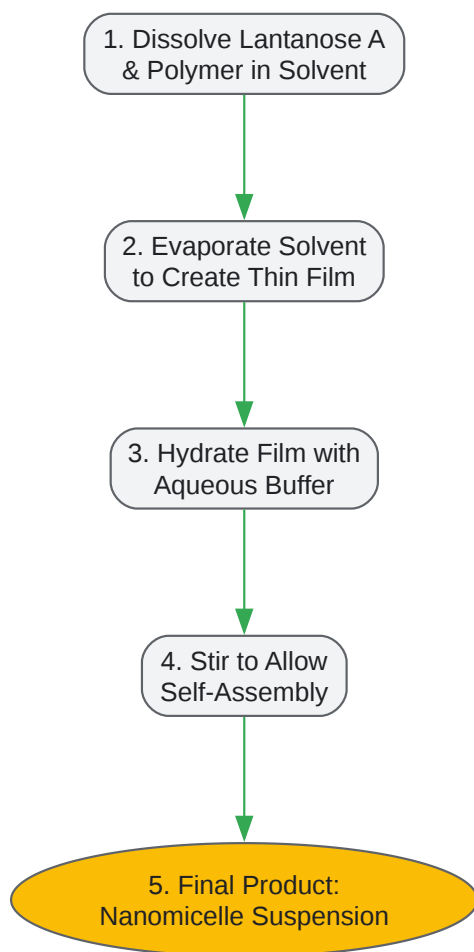 1. Dissolve Lantanose A
& Polymer in Solvent
2. Evaporate Solvent
to Create Thin Film
3. Hydrate Film with
Aqueous Buffer
4. Stir to Allow
Self-Assembly
5. Final Product:
Nanomicelle Suspension